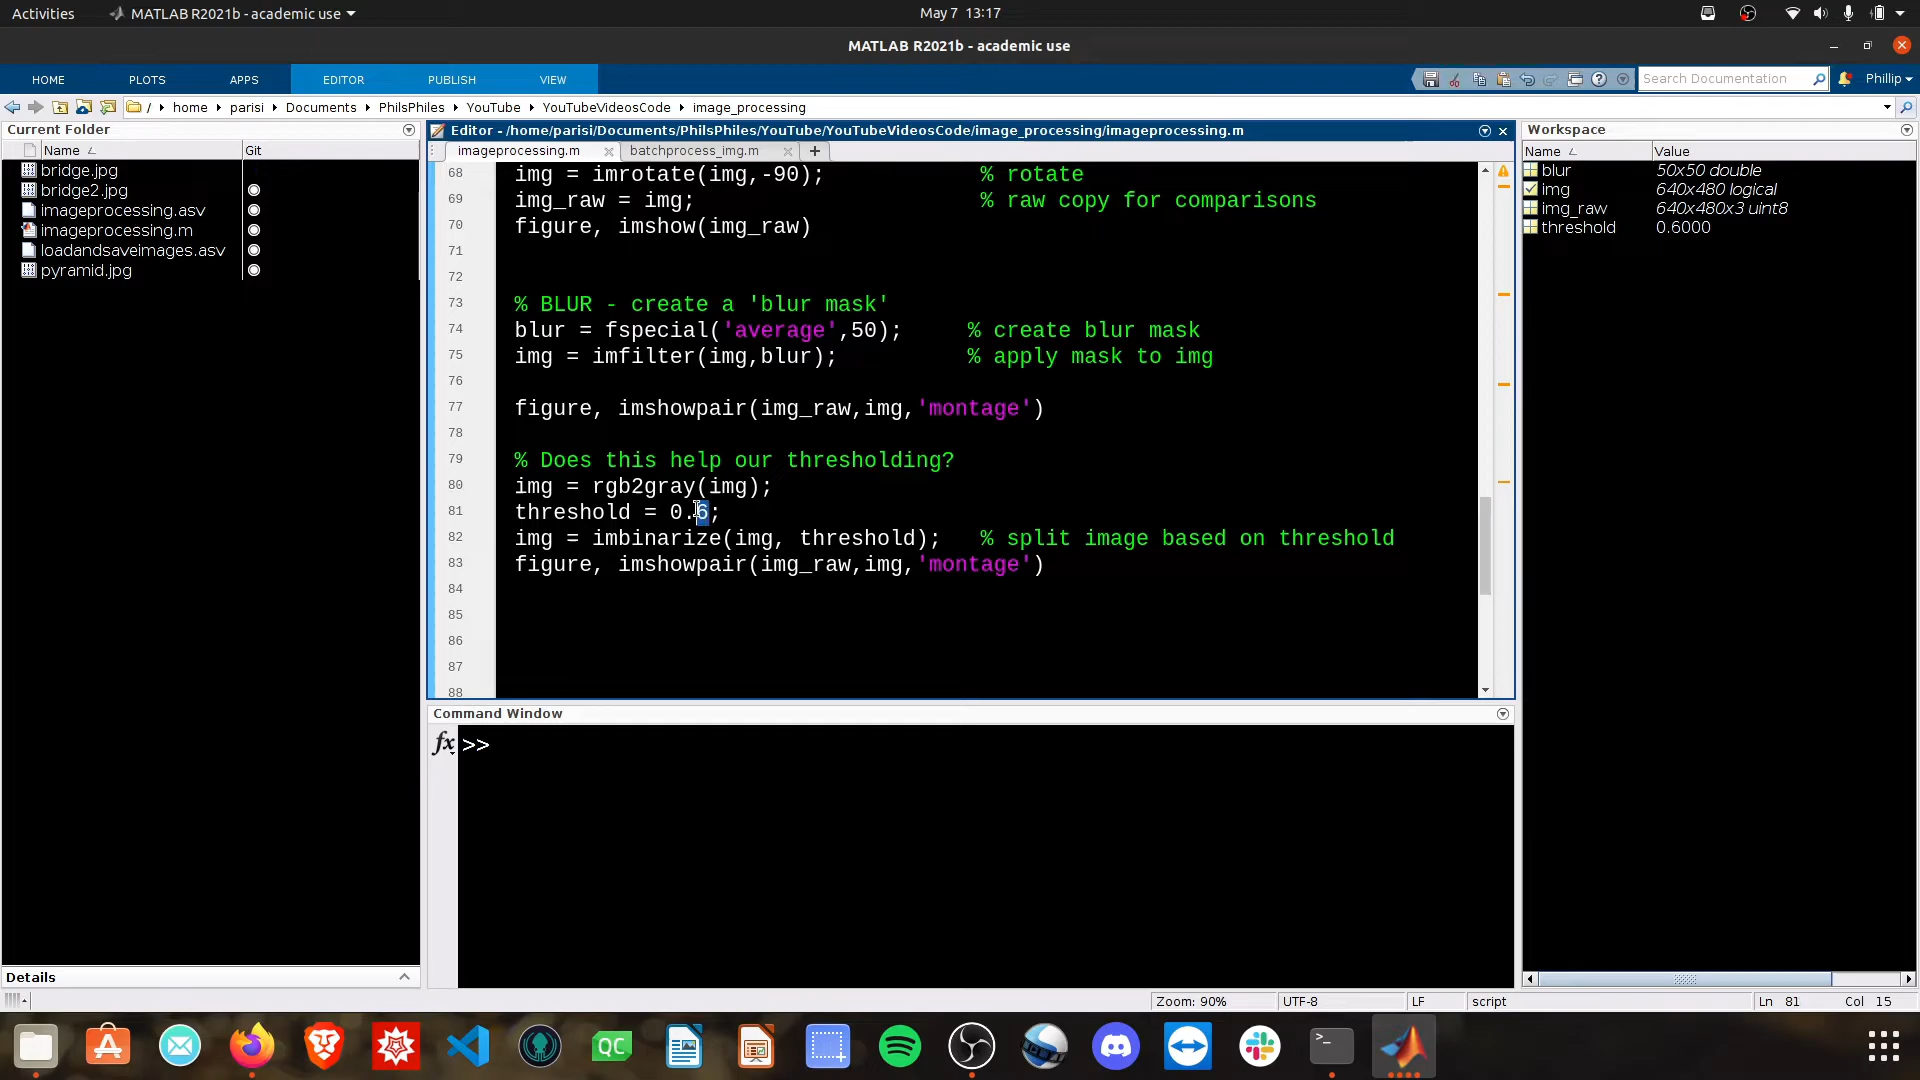 Activities MATLAB R2021b - academic use May 7 13:17
MATLAB R2021b - academic use
HOME PLOTS APPS EDITOR PUBLISH VIEW Search Documentation Phillip
/ home parisi Documents PhilsPhiles YouTube YouTubeVideosCode image_processing
Current Folder
Name Git
bridge.jpg
bridge2.jpg
imageprocessing.asv
imageprocessing.m
loadandsaveimages.asv
pyramid.jpg
Details
Editor - /home/parisi/Documents/PhilsPhiles/YouTube/YouTubeVideosCode/image_processing/imageprocessing.m
imageprocessing.m batchprocess_img.m
68 img = imrotate(img,-90); % rotate
69 img_raw = img; % raw copy for comparisons
70 figure, imshow(img_raw)
71
72
73 % BLUR - create a 'blur mask'
74 blur = fspecial('average',50); % create blur mask
75 img = imfilter(img,blur); % apply mask to img
76
77 figure, imshowpair(img_raw,img,'montage')
78
79 % Does this help our thresholding?
80 img = rgb2gray(img);
81 threshold = 0.6;
82 img = imbinarize(img, threshold); % split image based on threshold
83 figure, imshowpair(img_raw,img,'montage')
84
85
86
87
88
Command Window
fx >>
Workspace
Name Value
blur 50x50 double
img 640x480 logical
img_raw 640x480x3 uint8
threshold 0.6000
Zoom: 90% UTF-8 LF script Ln 81 Col 15
QC